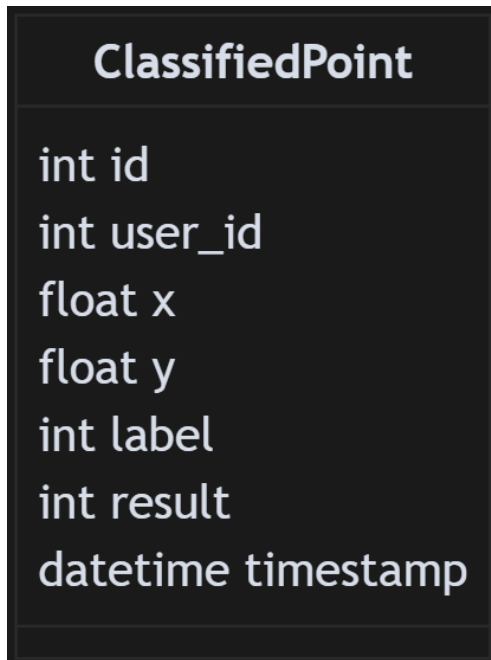 ClassifiedPoint
int id
int user_id
float x
float y
int label
int result
datetime timestamp